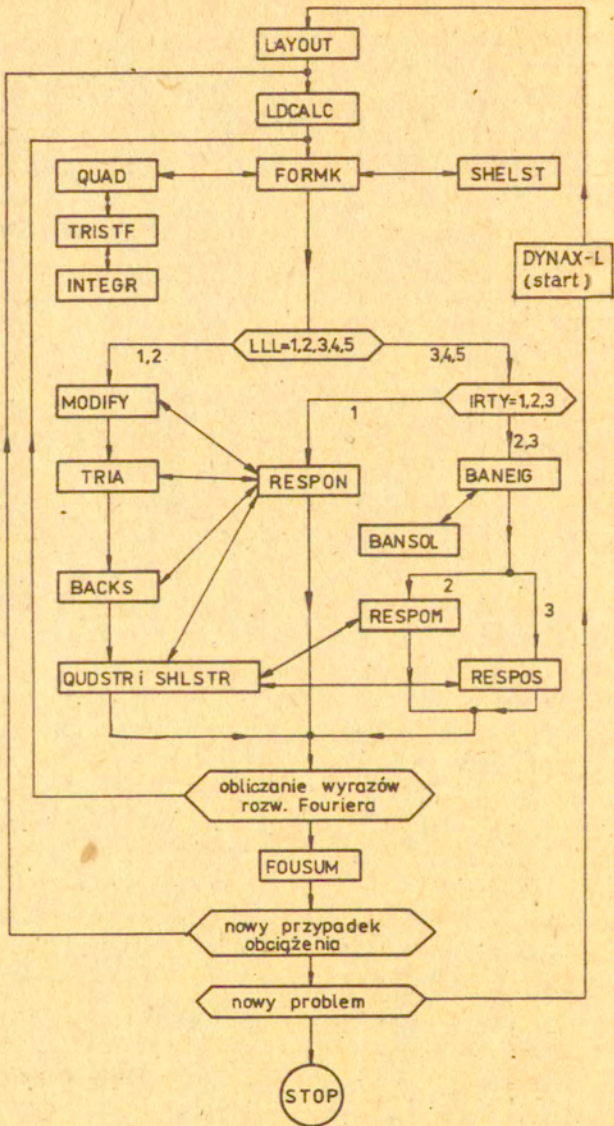 LAYOUT
LDCALC
QUAD
FORMK
SHELST
TRISTF
INTEGR
DYNAX-L
(start)
LLL=1,2,3,4,5
1,2
3,4,5
MODIFY
1
IRTY=1,2,3
2,3
TRIA
RESPON
BANEIG
BANSOL
BACKS
2
3
RESPOM
QUDSTR i SHLSTR
RESPOS
obliczanie wyrazów
rozw. Fouriera
FOUSUM
nowy przypadek
obciążenia
nowy problem
STOP